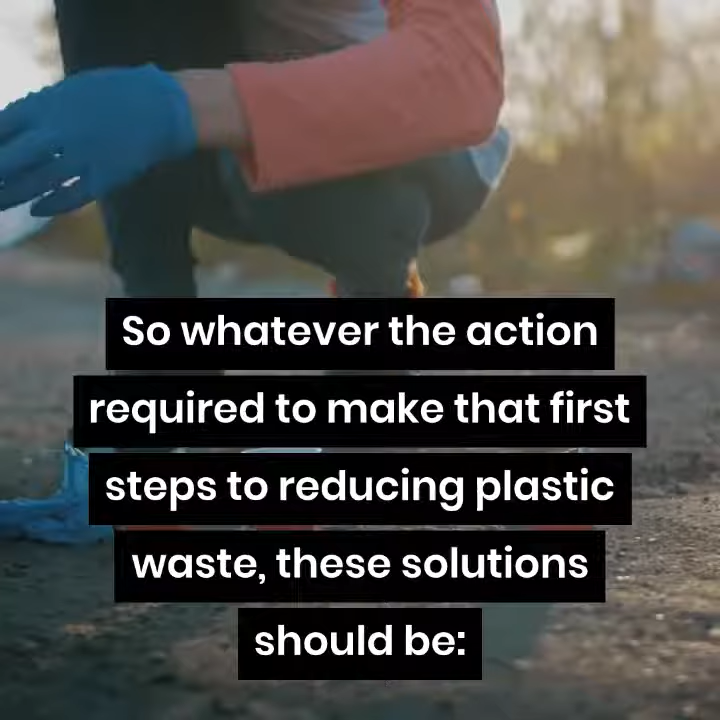 So whatever the action
required to make that first
steps to reducing plastic
waste, these solutions
should be: